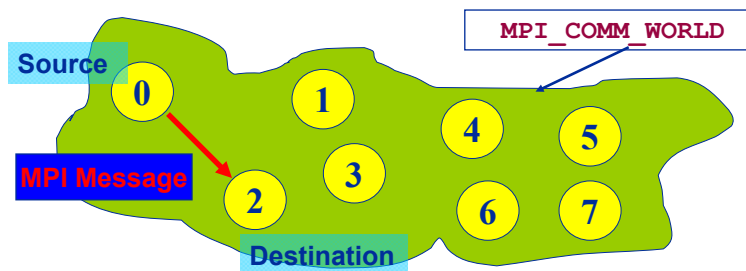 MPI_COMM_WORLD
Source
0
1
4
5
MPI Message
3
2
6
7
Destination